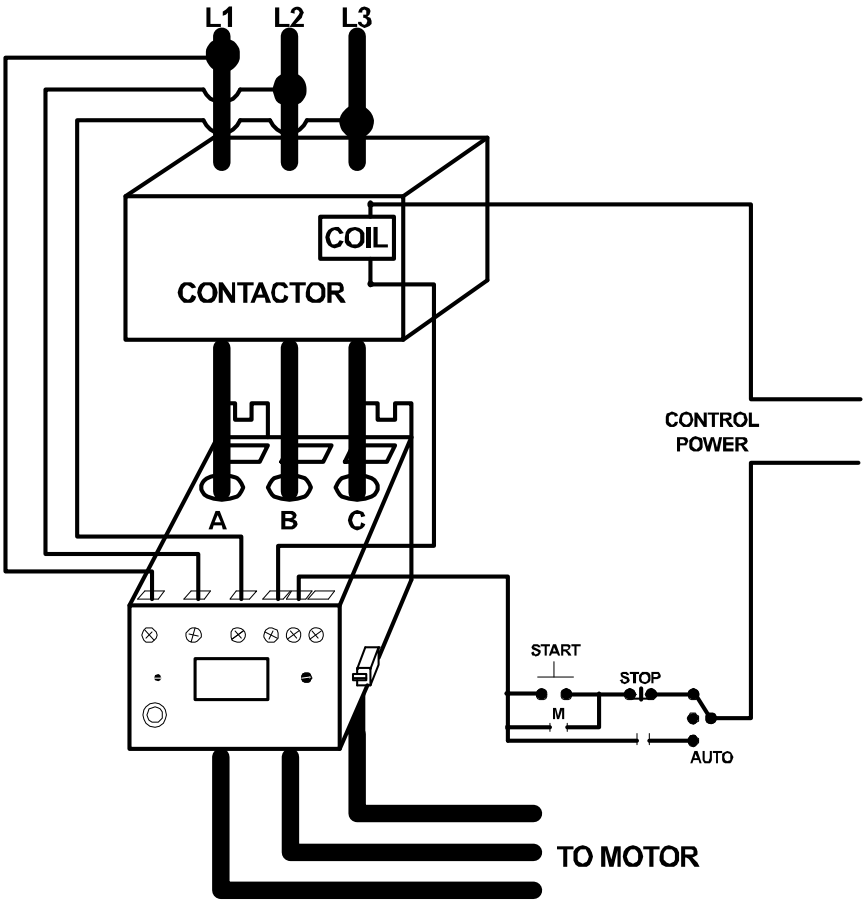 L1 L2 L3
COIL
CONTACTOR
CONTROL
POWER
A B C
START
STOP
M
AUTO
TO MOTOR